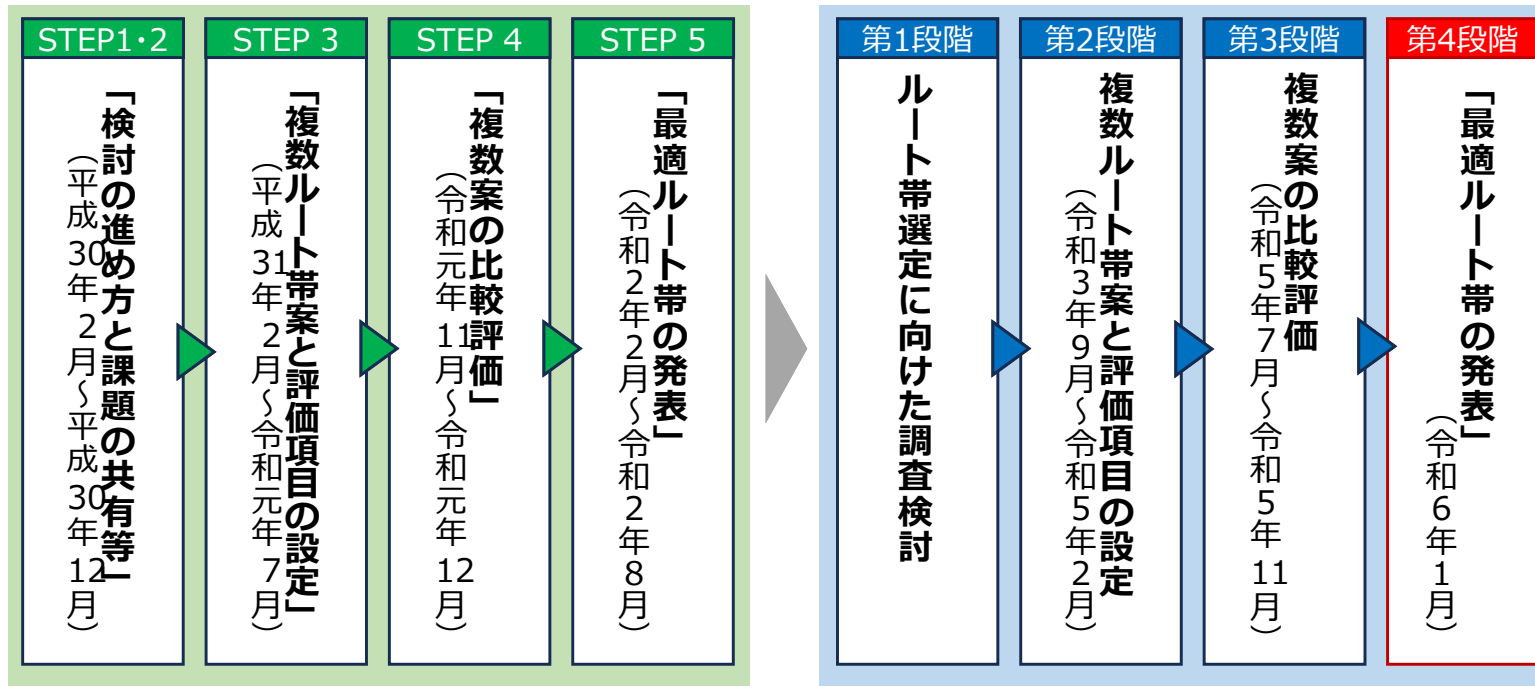 STEP1･2
「検討の進め方と課題の共有等」
（平成30年2月～平成30年12月）
STEP 3
「複数ルート帯案と評価項目の設定」
（平成31年2月～令和元年7月）
STEP 4
「複数案の比較評価」
（令和元年11月～令和元年12月）
STEP 5
「最適ルート帯の発表」
（令和2年2月～令和2年8月）
第1段階
ルート帯選定に向けた調査検討
第2段階
複数ルート帯案と評価項目の設定
（令和3年9月～令和5年2月）
第3段階
複数案の比較評価
（令和5年7月～令和5年11月）
第4段階
「最適ルート帯の発表」
（令和6年1月）